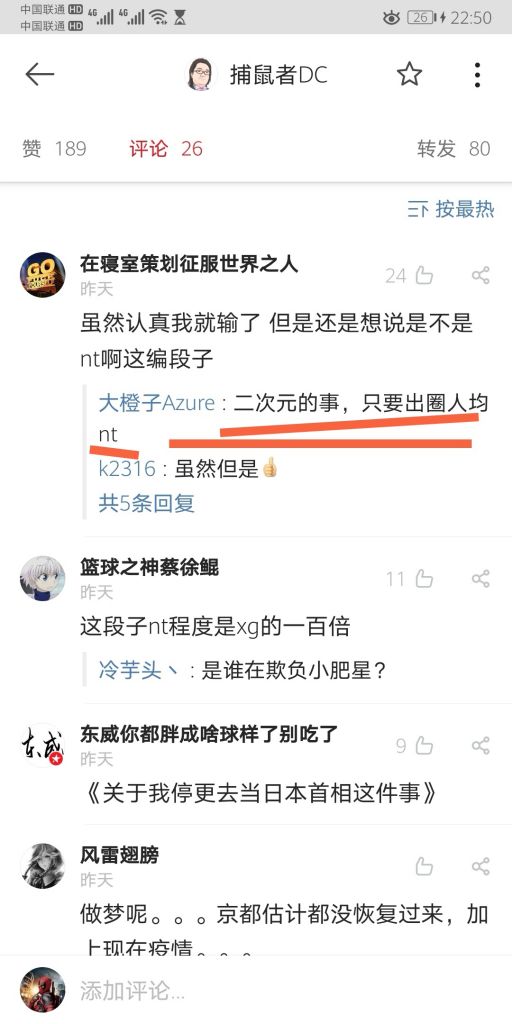 中国联通 HD 4G 4G 26 22:50
中国联通 HD
捕鼠者DC
赞 189 评论 26 转发 80
按最热
GO
在寝室策划征服世界之人
24
昨天
虽然认真我就输了 但是还是想说是不是
nt啊这编段子
大橙子Azure : 二次元的事，只要出圈人均
nt
k2316 : 虽然但是👍
共5条回复
篮球之神蔡徐鲲
11
昨天
这段子nt程度是xg的一百倍
冷芋头丶 : 是谁在欺负小肥星？
东威
东威你都胖成啥球样了别吃了
9
昨天
《关于我停更去当日本首相这件事》
风雷翅膀
昨天
做梦呢。。。京都估计都没恢复过来，加
上现在疫情。。。
添加评论...